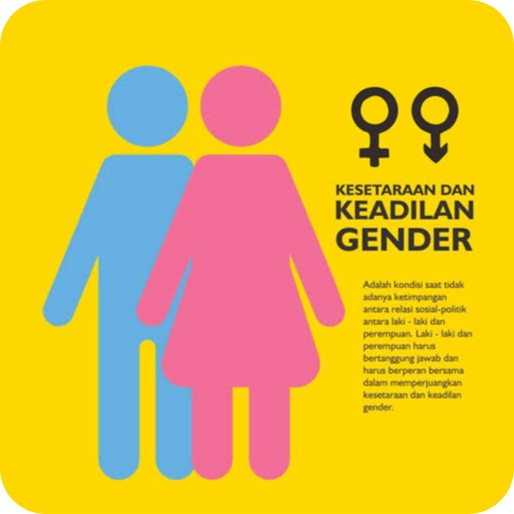 KESETARAAN DAN
KEADILAN
GENDER
Adalah kondisi saat tidak
adanya ketimpangan
antara relasi sosial-politik
antara laki - laki dan
perempuan. Laki - laki dan
perempuan harus
bertanggung jawab dan
harus berperan bersama
dalam memperjuangkan
kesetaraan dan keadilan
gender.